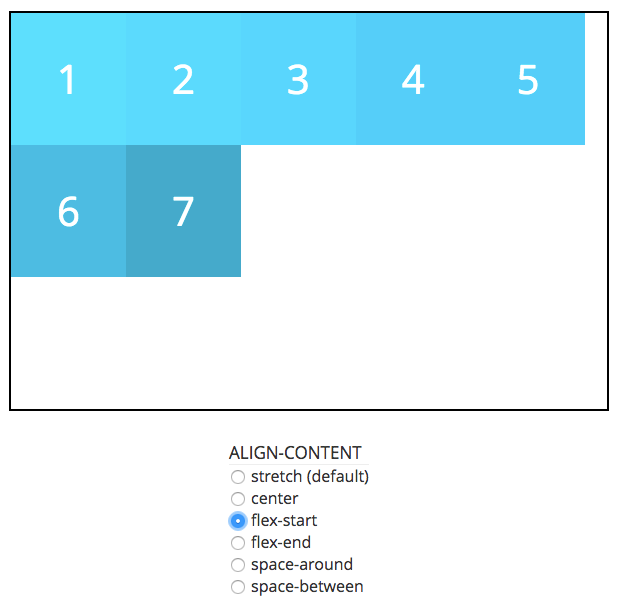 1 2 3 4 5
6 7
ALIGN-CONTENT
stretch (default)
center
flex-start
flex-end
space-around
space-between